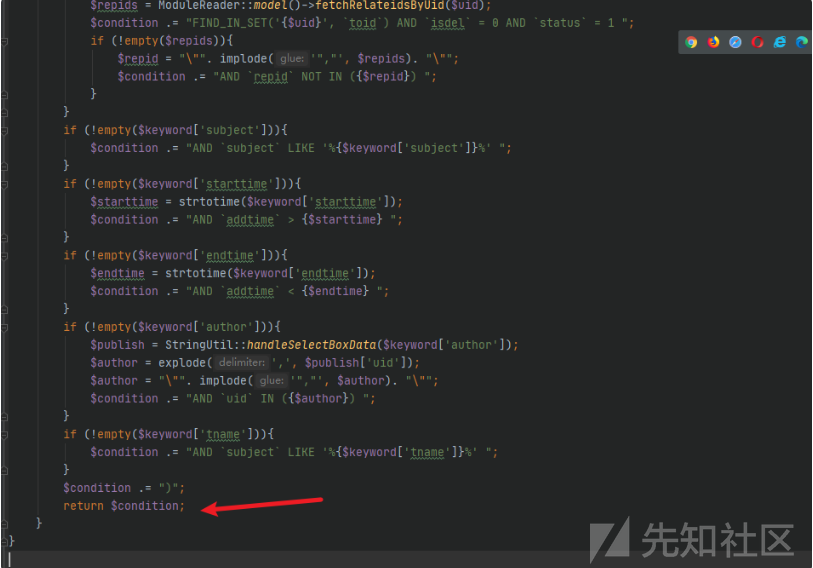 $repids = ModuleReader::model()->fetchRelateidsByUid($uid);
$condition .= "FIND_IN_SET('{$uid}', `toid`) AND `isdel` = 0 AND `status` = 1 ";
if (!empty($repids)){
$repid = "\"". implode( glue: '","', $repids). "\"";
$condition .= "AND `repid` NOT IN ({$repid}) ";
}
}
if (!empty($keyword['subject'])){
$condition .= "AND `subject` LIKE '%{$keyword['subject']}%' ";
}
if (!empty($keyword['starttime'])){
$starttime = strtotime($keyword['starttime']);
$condition .= "AND `addtime` > {$starttime} ";
}
if (!empty($keyword['endtime'])){
$endtime = strtotime($keyword['endtime']);
$condition .= "AND `addtime` < {$endtime} ";
}
if (!empty($keyword['author'])){
$publish = StringUtil::handleSelectBoxData($keyword['author']);
$author = explode( delimiter: ',', $publish['uid']);
$author = "\"". implode( glue: '","', $author). "\"";
$condition .= "AND `uid` IN ({$author}) ";
}
if (!empty($keyword['tname'])){
$condition .= "AND `subject` LIKE '%{$keyword['tname']}%' ";
}
$condition .= ")";
return $condition;
}
}
先知社区